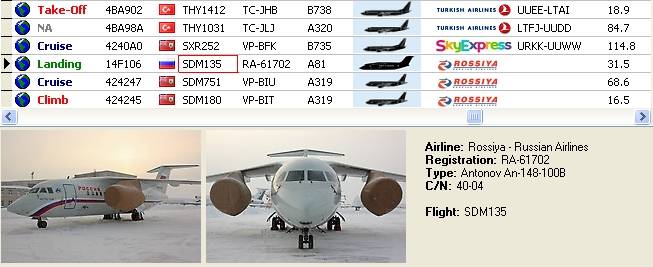 Take-Off 4BA902 THY1412 TC-JHB B738 TURKISH AIRLINES UUEE-LTAI 18.9
NA 4BA98A THY1031 TC-JLJ A320 TURKISH AIRLINES LTFJ-UUDD 84.7
Cruise 4240A0 SXR252 VP-BFK B735 SkyExpress URKK-UUWW 114.8
Landing 14F106 SDM135 RA-61702 A81 ROSSIYA 31.5
Cruise 424247 SDM751 VP-BIU A319 ROSSIYA 68.6
Climb 424245 SDM180 VP-BIT A319 ROSSIYA 16.5
Airline: Rossiya - Russian Airlines
Registration: RA-61702
Type: Antonov An-148-100B
C/N: 40-04
Flight: SDM135
РОССИЯ